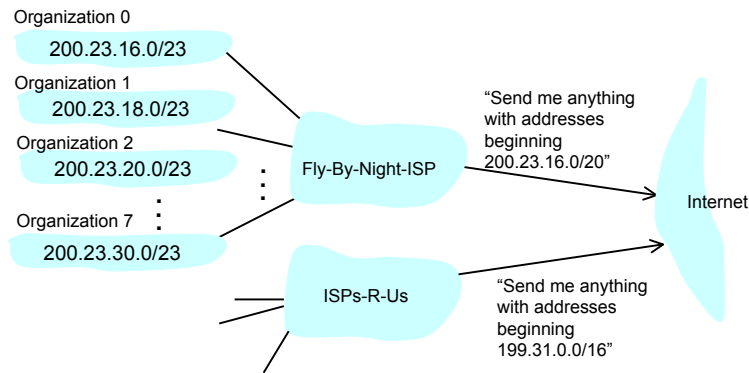 Organization 0
200.23.16.0/23
Organization 1
200.23.18.0/23
Organization 2
200.23.20.0/23
Organization 7
200.23.30.0/23
Fly-By-Night-ISP
ISPs-R-Us
“Send me anything
with addresses
beginning
200.23.16.0/20”
“Send me anything
with addresses
beginning
199.31.0.0/16”
Internet